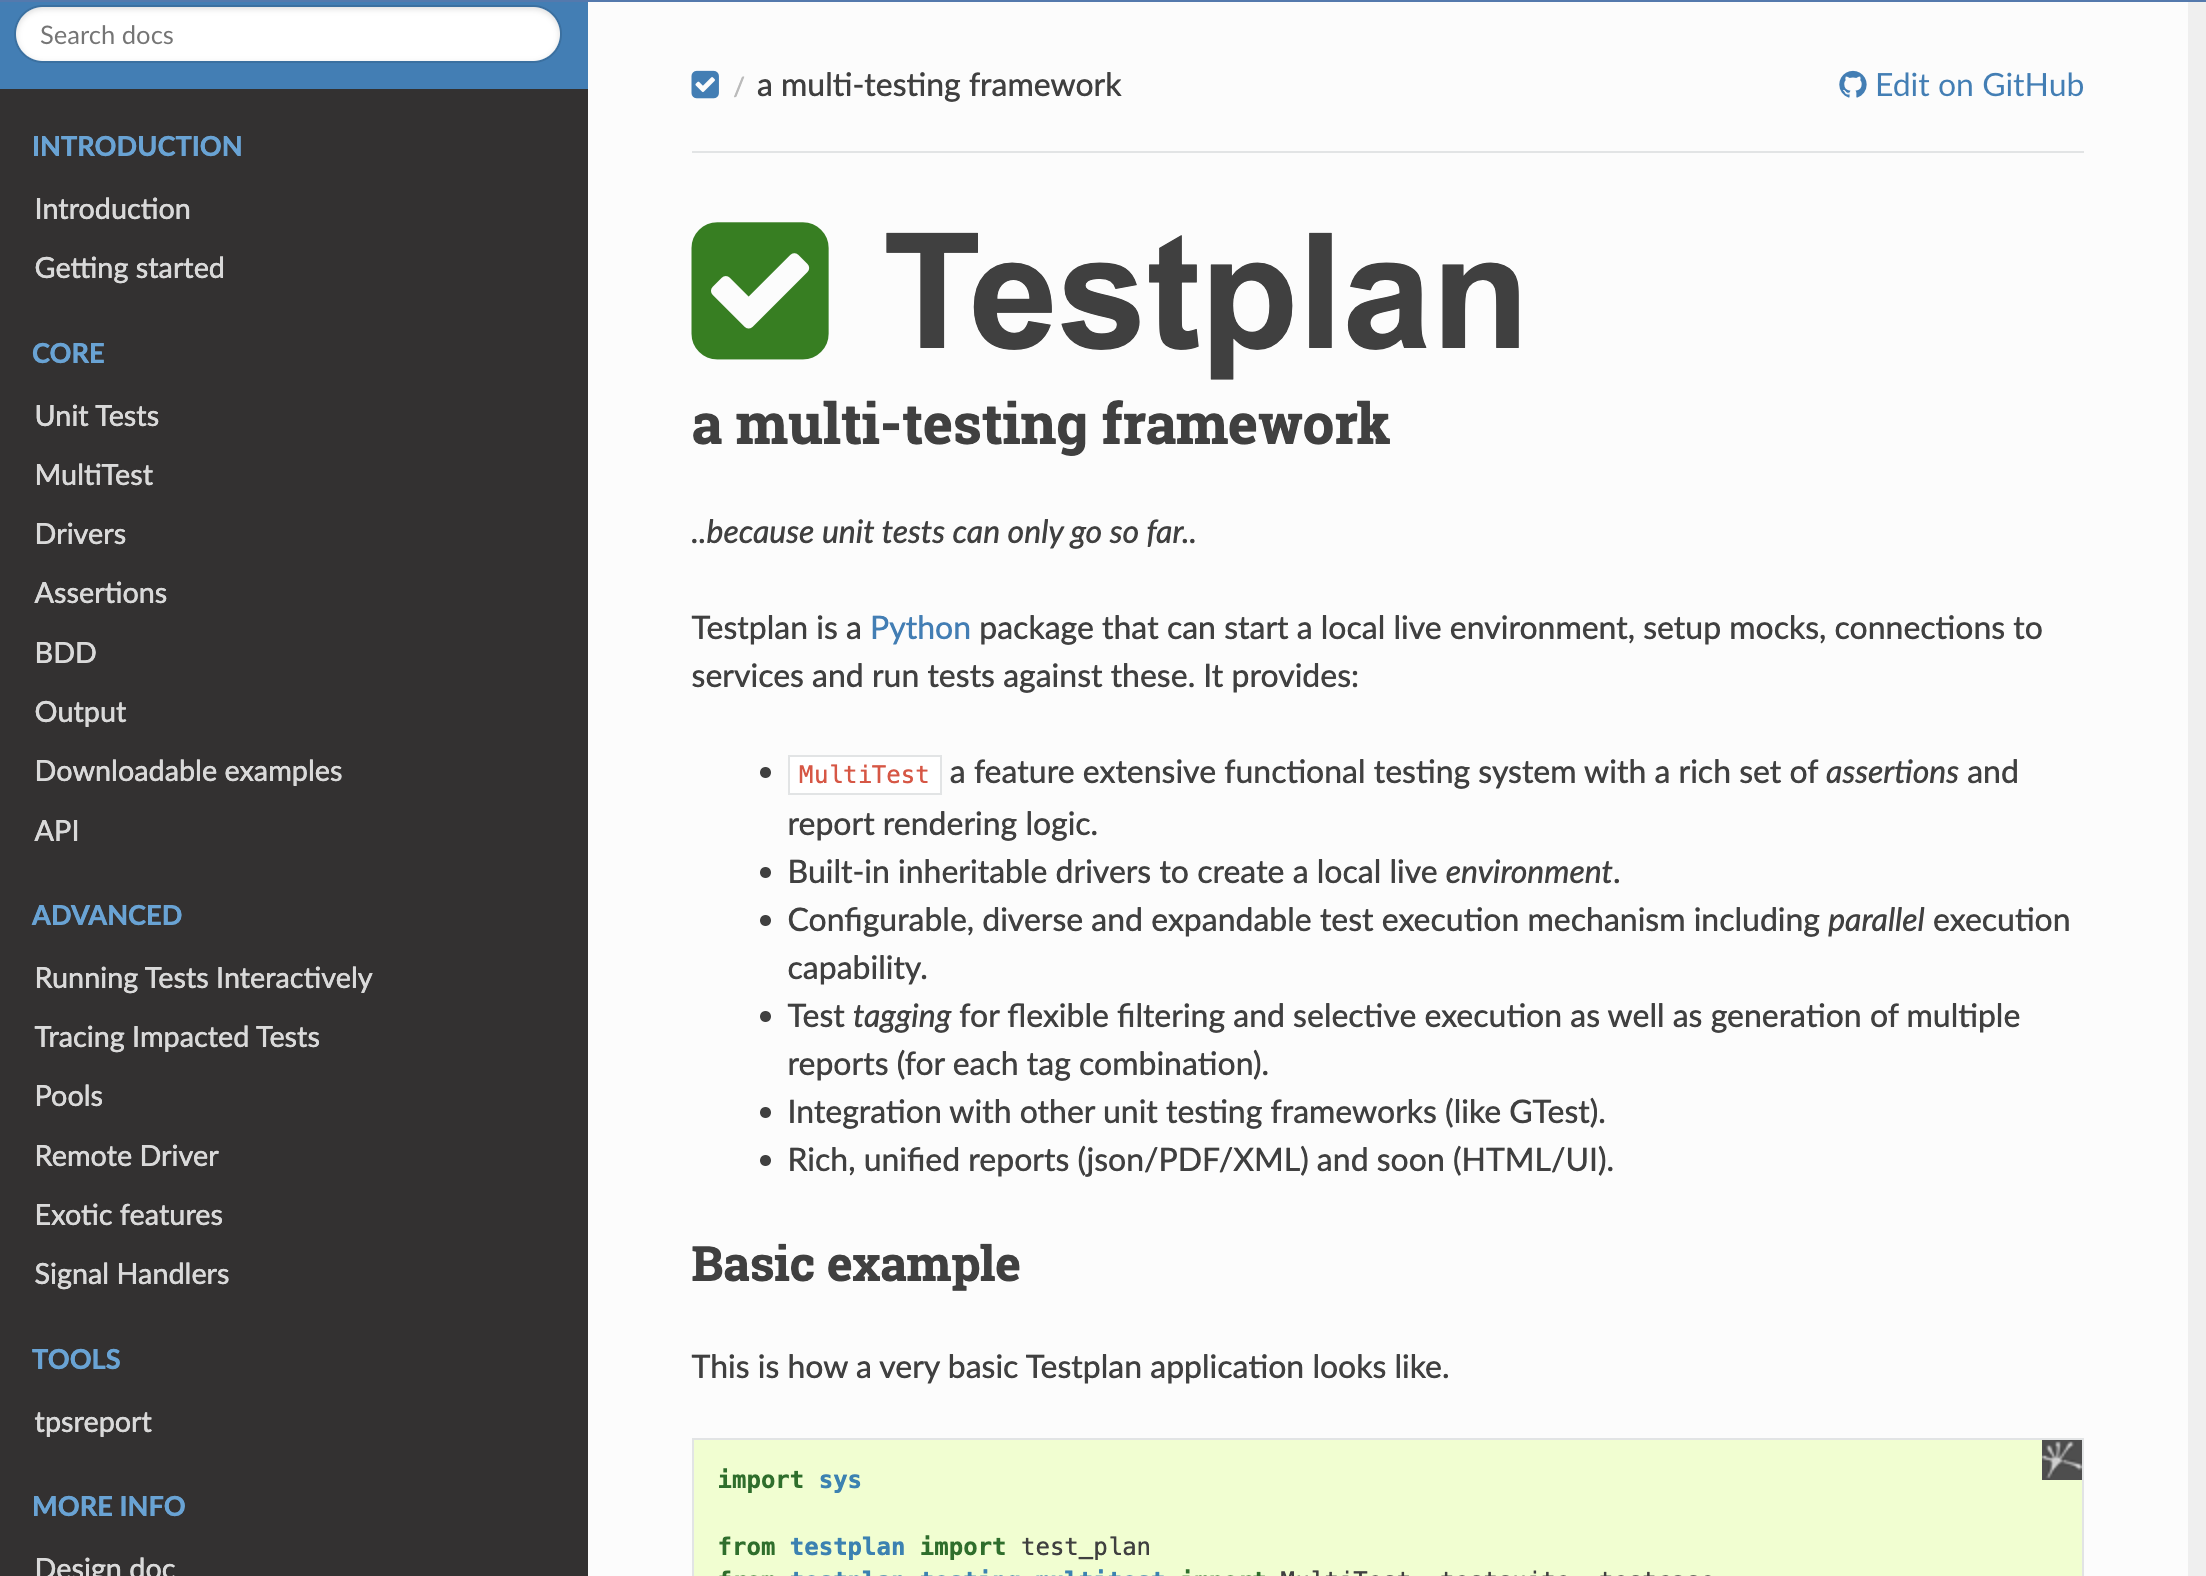 Search docs
INTRODUCTION
Introduction
Getting started
CORE
Unit Tests
MultiTest
Drivers
Assertions
BDD
Output
Downloadable examples
API
ADVANCED
Running Tests Interactively
Tracing Impacted Tests
Pools
Remote Driver
Exotic features
Signal Handlers
TOOLS
tpsreport
MORE INFO
Design doc
/ a multi-testing framework
Edit on GitHub
Testplan
a multi-testing framework
..because unit tests can only go so far..
Testplan is a Python package that can start a local live environment, setup mocks, connections to
services and run tests against these. It provides:
• MultiTest a feature extensive functional testing system with a rich set of assertions and
report rendering logic.
• Built-in inheritable drivers to create a local live environment.
• Configurable, diverse and expandable test execution mechanism including parallel execution
capability.
• Test tagging for flexible filtering and selective execution as well as generation of multiple
reports (for each tag combination).
• Integration with other unit testing frameworks (like GTest).
• Rich, unified reports (json/PDF/XML) and soon (HTML/UI).
Basic example
This is how a very basic Testplan application looks like.
import sys
from testplan import test_plan
from testplan.testing.multitest import MultiTest, testsuite, testcase